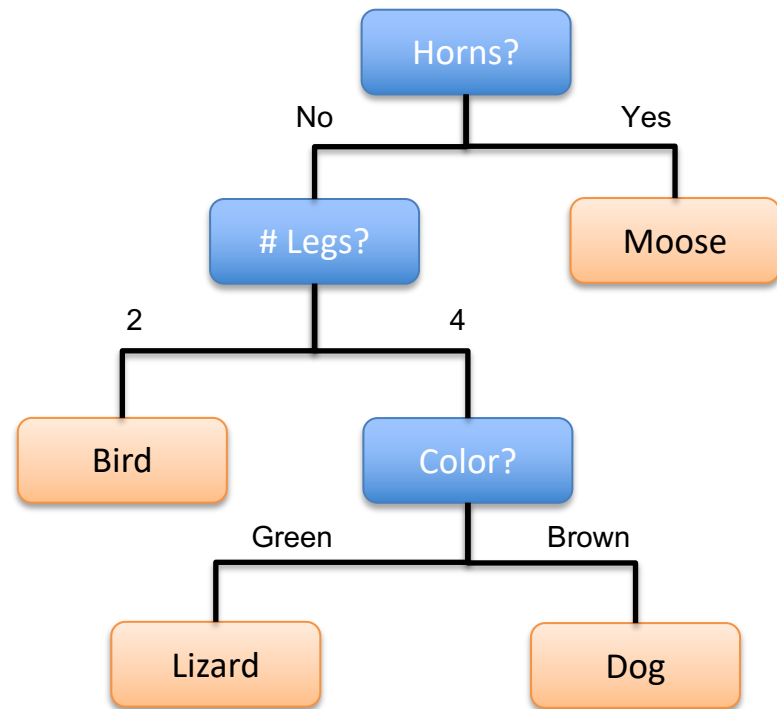 Horns?
No
Yes
# Legs?
Moose
2
4
Bird
Color?
Green
Brown
Lizard
Dog